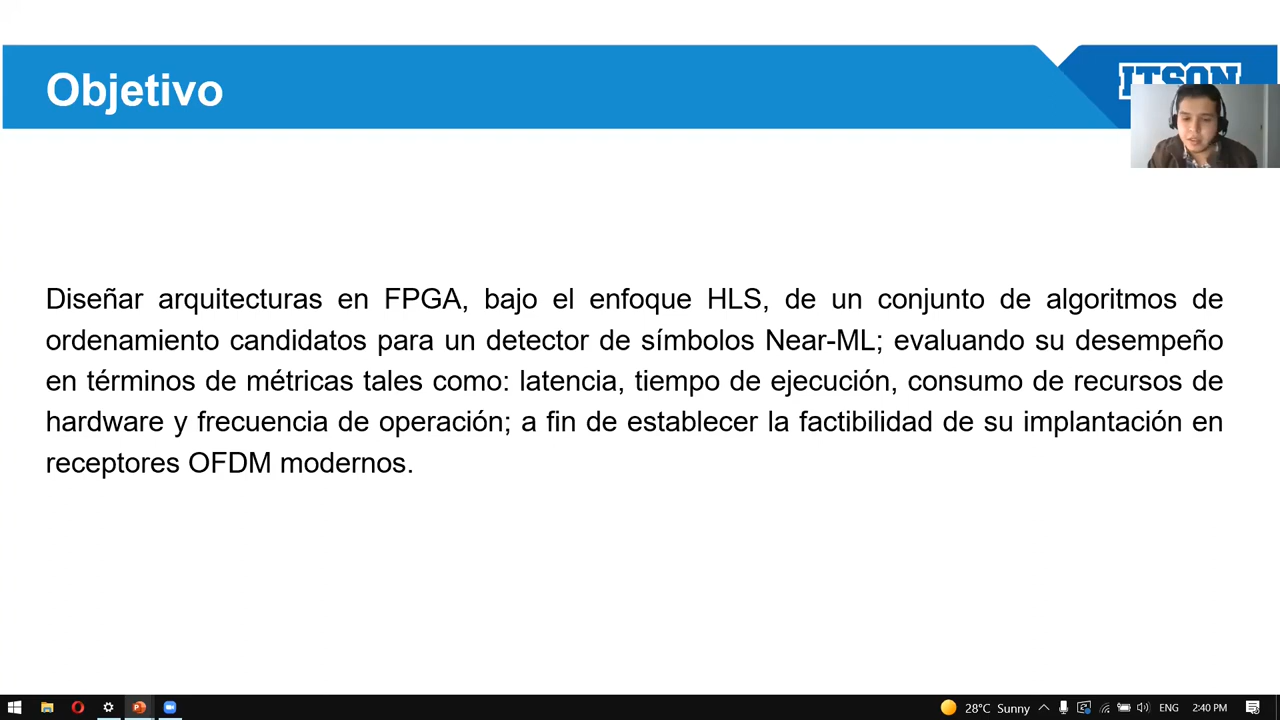 Objetivo
ITSON
Diseñar arquitecturas en FPGA, bajo el enfoque HLS, de un conjunto de algoritmos de
ordenamiento candidatos para un detector de símbolos Near-ML; evaluando su desempeño
en términos de métricas tales como: latencia, tiempo de ejecución, consumo de recursos de
hardware y frecuencia de operación; a fin de establecer la factibilidad de su implantación en
receptores OFDM modernos.
28°C Sunny ENG 2:40 PM